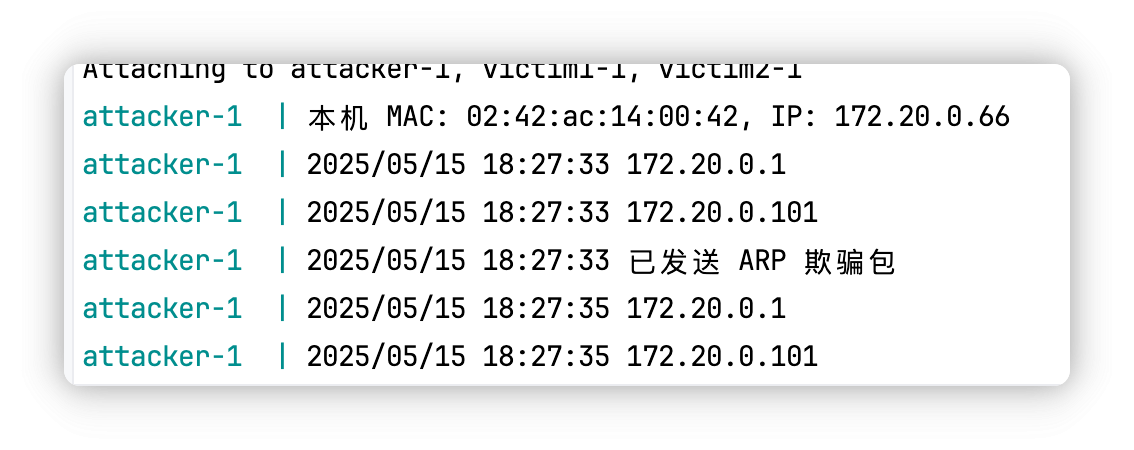 Attaching to attacker-1, victim1-1, victim2-1
attacker-1  | 本机 MAC: 02:42:ac:14:00:42, IP: 172.20.0.66
attacker-1  | 2025/05/15 18:27:33 172.20.0.1
attacker-1  | 2025/05/15 18:27:33 172.20.0.101
attacker-1  | 2025/05/15 18:27:33 已发送 ARP 欺骗包
attacker-1  | 2025/05/15 18:27:35 172.20.0.1
attacker-1  | 2025/05/15 18:27:35 172.20.0.101